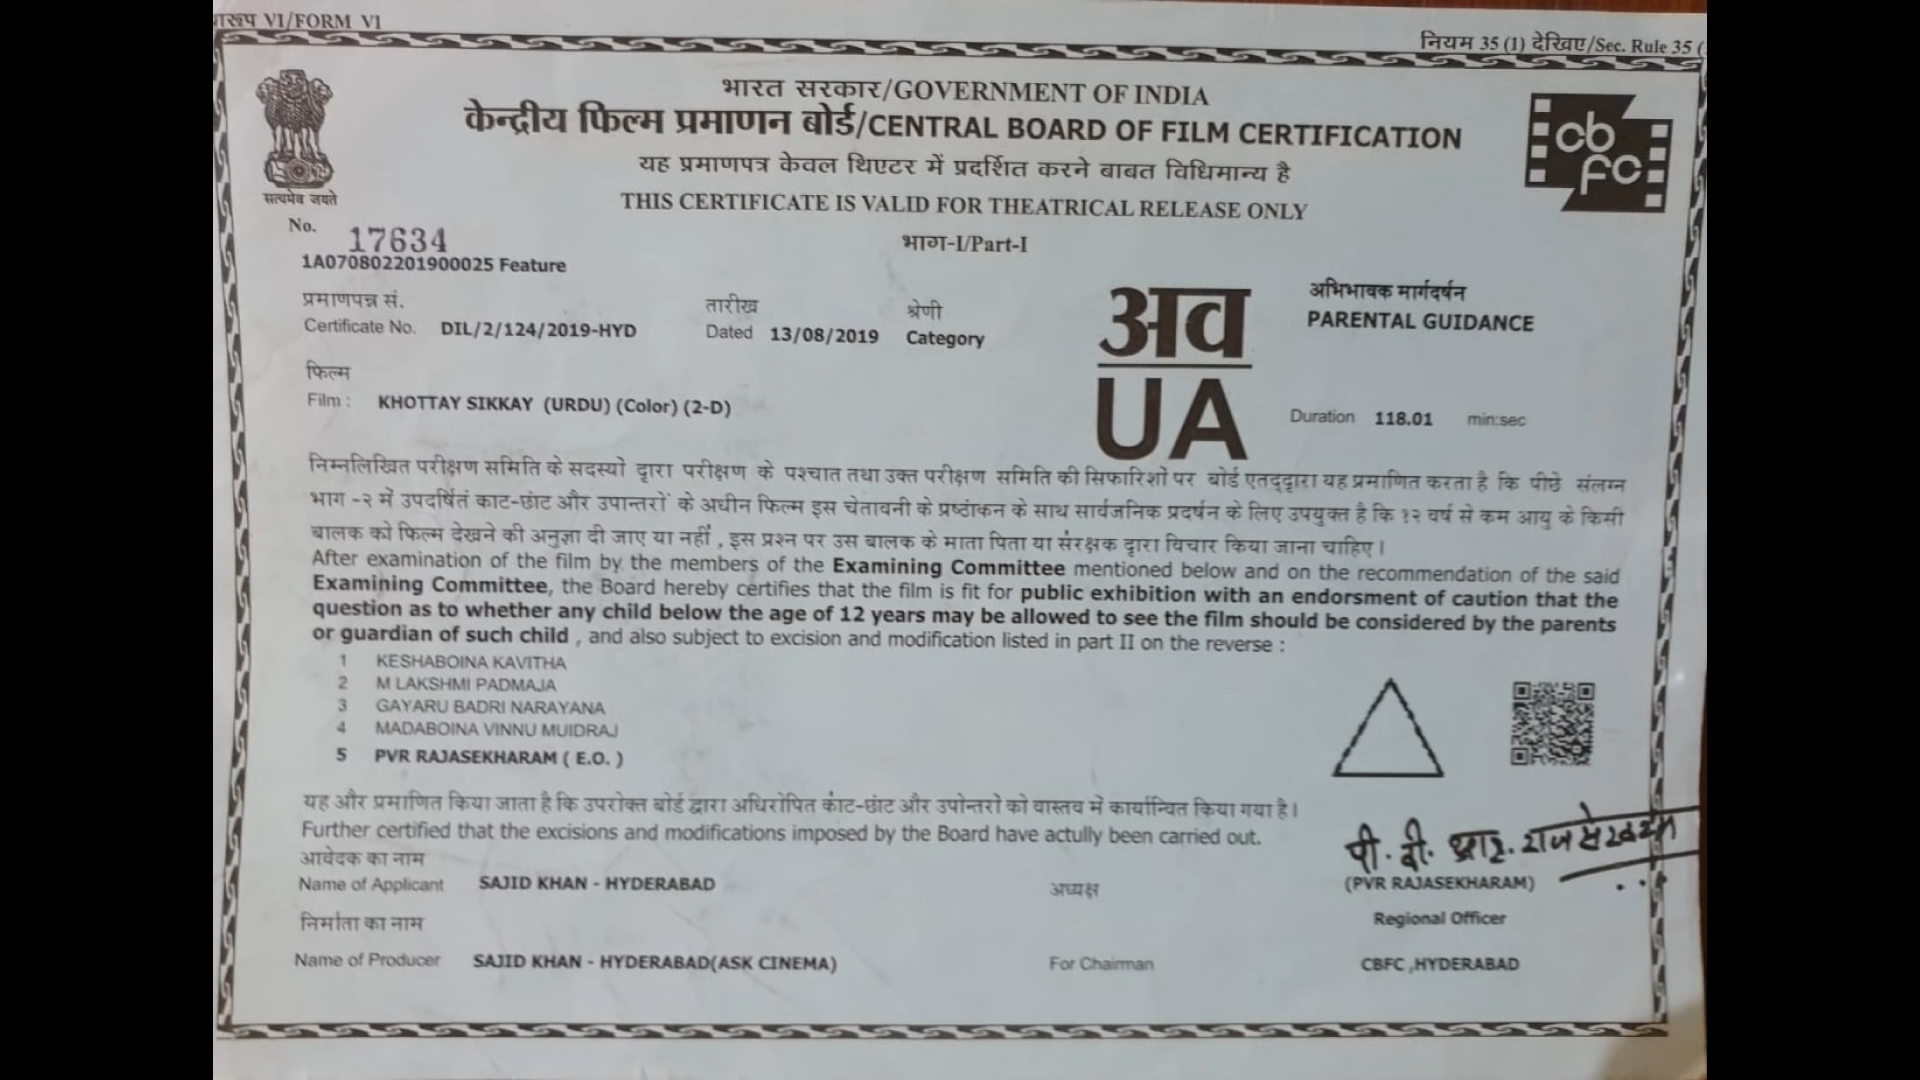 रूप VI/FORM VI
नियम 35 (1) देखिए/Sec. Rule 35 (
भारत सरकार/GOVERNMENT OF INDIA
केन्द्रीय फिल्म प्रमाणन बोर्ड/CENTRAL BOARD OF FILM CERTIFICATION
cb
fc
यह प्रमाणपत्र केवल थिएटर में प्रदर्शित करने बाबत विधिमान्य है
सत्यमेव जयते
THIS CERTIFICATE IS VALID FOR THEATRICAL RELEASE ONLY
No. 17634
भाग-I/Part-I
1A070802201900025 Feature
प्रमाणपत्र सं. तारीख श्रेणी
Certificate No. DIL/2/124/2019-HYD Dated 13/08/2019 Category
अव
UA
अभिभावक मार्गदर्षन
PARENTAL GUIDANCE
फिल्म
Film : KHOTTAY SIKKAY (URDU) (Color) (2-D)
Duration 118.01 min:sec
निम्नलिखित परीक्षण समिति के सदस्यो द्वारा परीक्षण के पश्चात तथा उक्त परीक्षण समिति की सिफारिशों पर बोर्ड एतद्द्वारा यह प्रमाणित करता है कि पीछे संलग्न
भाग -२ में उपदर्षित काट-छांट और उपान्तरों के अधीन फिल्म इस चेतावनी के प्रष्ठांकन के साथ सार्वजनिक प्रदर्षन के लिए उपयुक्त है कि १२ वर्ष से कम आयु के किसी
बालक को फिल्म देखने की अनुज्ञा दी जाए या नहीं , इस प्रश्न पर उस बालक के माता पिता या संरक्षक द्वारा विचार किया जाना चाहिए ।
After examination of the film by the members of the Examining Committee mentioned below and on the recommendation of the said
Examining Committee, the Board hereby certifies that the film is fit for public exhibition with an endorsment of caution that the
question as to whether any child below the age of 12 years may be allowed to see the film should be considered by the parents
or guardian of such child , and also subject to excision and modification listed in part II on the reverse :
1 KESHABOINA KAVITHA
2 M LAKSHMI PADMAJA
3 GAYARU BADRI NARAYANA
4 MADABOINA VINNU MUIDRAJ
5 PVR RAJASEKHARAM ( E.O. )
यह और प्रमाणित किया जाता है कि उपरोक्त बोर्ड द्वारा अधिरोपित काट-छांट और उपांन्तरो को वास्तव में कार्यान्वित किया गया है ।
Further certified that the excisions and modifications imposed by the Board have actully been carried out.
पी. वी. आर. राजसेखरम
आवेदक का नाम
Name of Applicant SAJID KHAN - HYDERABAD
अध्यक्ष
(PVR RAJASEKHARAM)
निर्माता का नाम
Regional Officer
Name of Producer SAJID KHAN - HYDERABAD(ASK CINEMA)
For Chairman
CBFC ,HYDERABAD